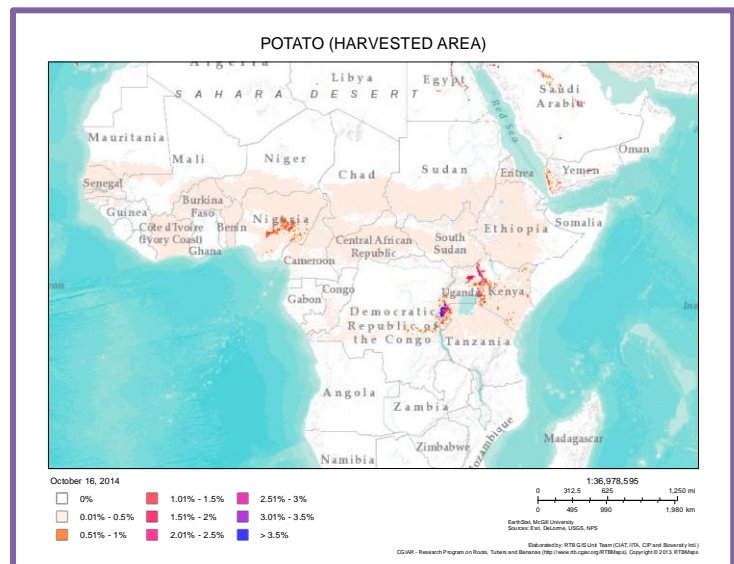 POTATO (HARVESTED AREA)
Algeria
Libya
Egypt
SAHARA DESERT
Saudi
Arabia
Red Sea
Mauritania
Mali
Niger
Chad
Sudan
Eritrea
Yemen
Oman
Senegal
Burkina
Faso
Guinea
Côte d'Ivoire
(Ivory Coast)
Ghana
Benin
Nigeria
Cameroon
Central African
Republic
South
Sudan
Ethiopia
Somalia
Gabon
Congo
Democratic
Republic of
the Congo
Uganda
Kenya
Tanzania
Angola
Zambia
Zimbabwe
Mozambique
Madagascar
Namibia
October 16, 2014
0%
0.01% - 0.5%
0.51% - 1%
1.01% - 1.5%
1.51% - 2%
2.01% - 2.5%
2.51% - 3%
3.01% - 3.5%
> 3.5%
1:36,978,595
0 312.5 625 1,250 mi
0 495 990 1,980 km
EarthStat, McGill University
Sources: Esri, DeLorme, USGS, NPS
Elaborated by: RTB GIS Unit Team (CIAT, IITA, CIP and Bioversity Int.)
CGIAR - Research Program on Roots, Tubers and Bananas (http://www.rtb.cgiar.org/RTBMaps). Copyright © 2013. RTBMaps